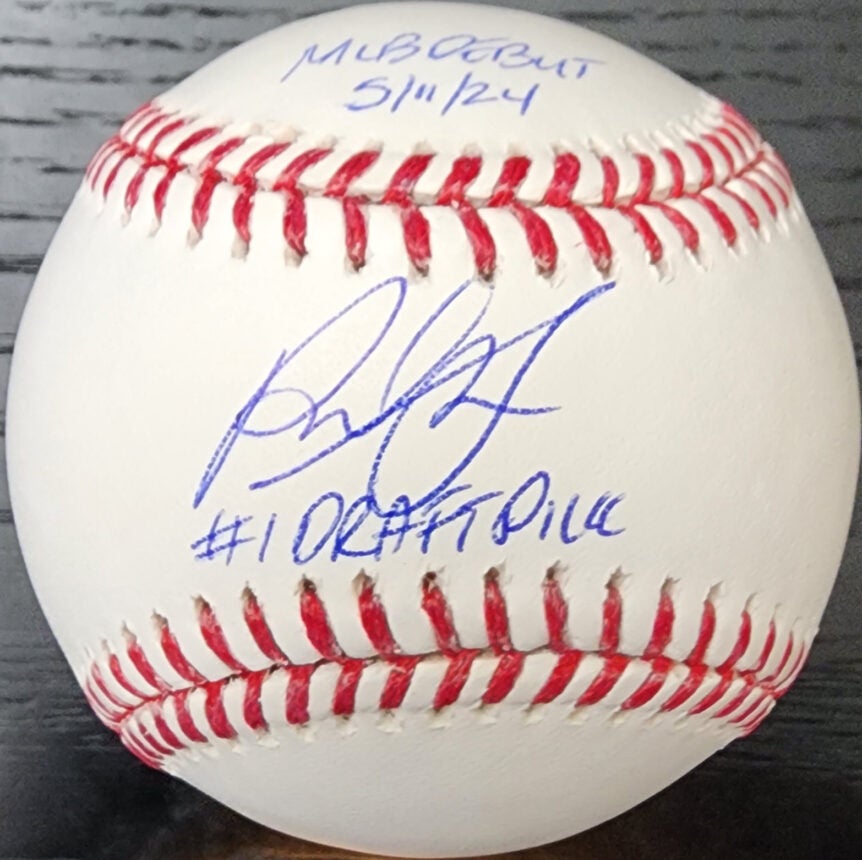 MLB DEBUT
5/11/24
#1 DRAFT PICK